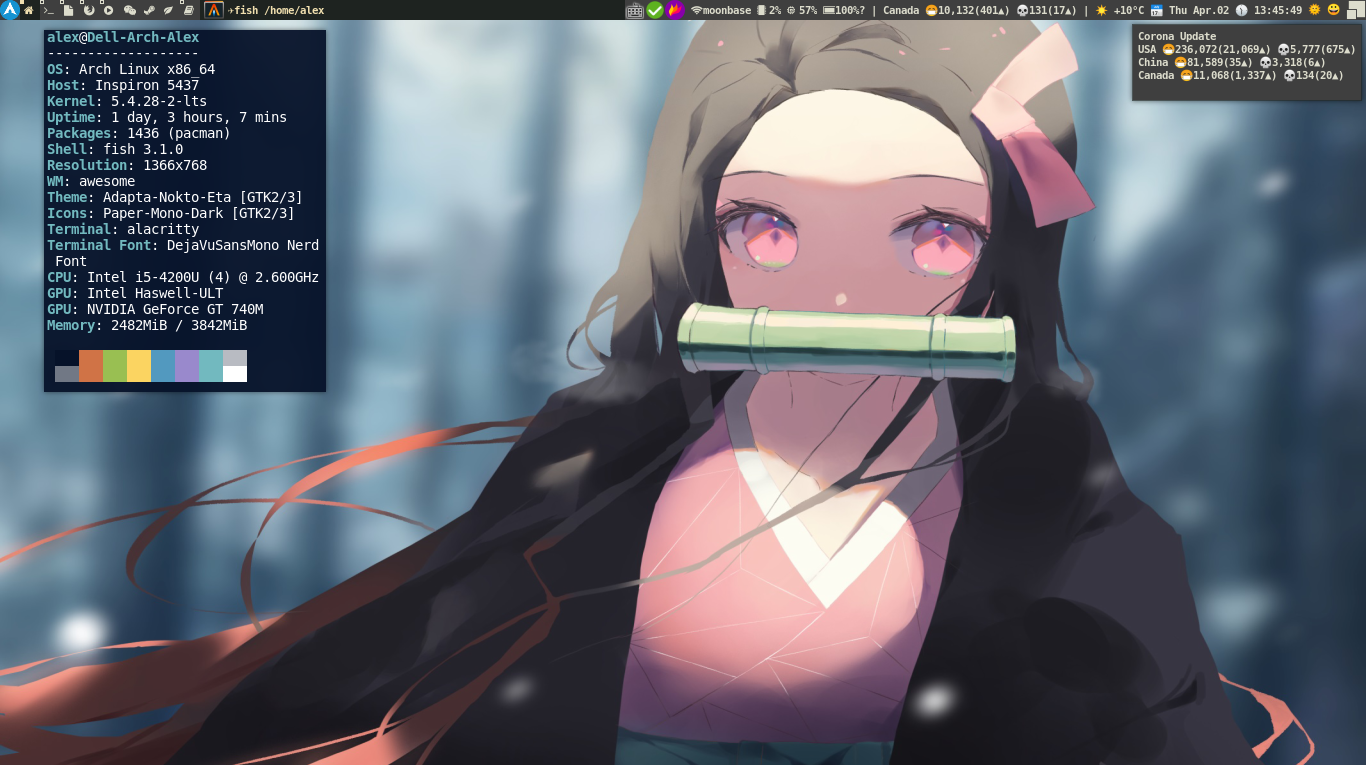 ✈fish /home/alex
moonbase 2% 57% 100%? | Canada 😷10,132(401▲) 💀131(17▲) | ☀ +10°C 📅 Thu Apr.02 🕐 13:45:49
alex@Dell-Arch-Alex
-------------------
OS: Arch Linux x86_64
Host: Inspiron 5437
Kernel: 5.4.28-2-lts
Uptime: 1 day, 3 hours, 7 mins
Packages: 1436 (pacman)
Shell: fish 3.1.0
Resolution: 1366x768
WM: awesome
Theme: Adapta-Nokto-Eta [GTK2/3]
Icons: Paper-Mono-Dark [GTK2/3]
Terminal: alacritty
Terminal Font: DejaVuSansMono Nerd
Font
CPU: Intel i5-4200U (4) @ 2.600GHz
GPU: Intel Haswell-ULT
GPU: NVIDIA GeForce GT 740M
Memory: 2482MiB / 3842MiB
Corona Update
USA 😷236,072(21,069▲) 💀5,777(675▲)
China 😷81,589(35▲) 💀3,318(6▲)
Canada 😷11,068(1,337▲) 💀134(20▲)